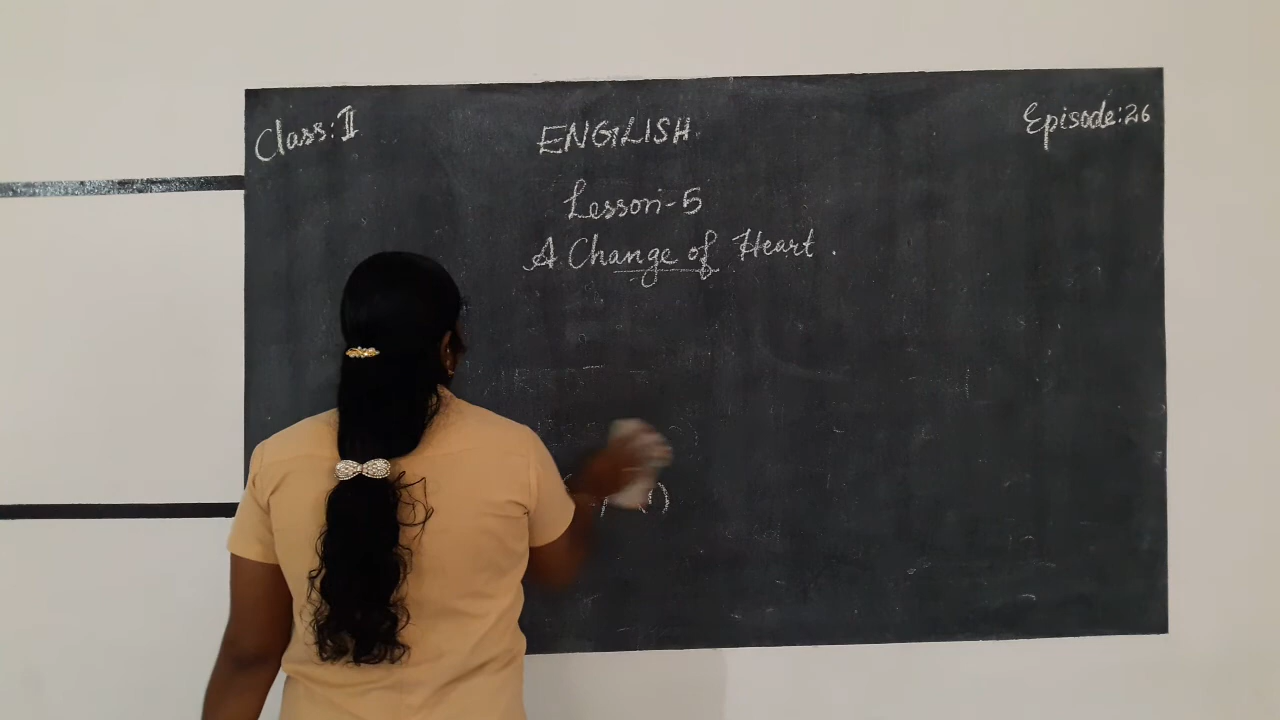 Class:II
ENGLISH
Episode:26
Lesson-5
A Change of Heart.